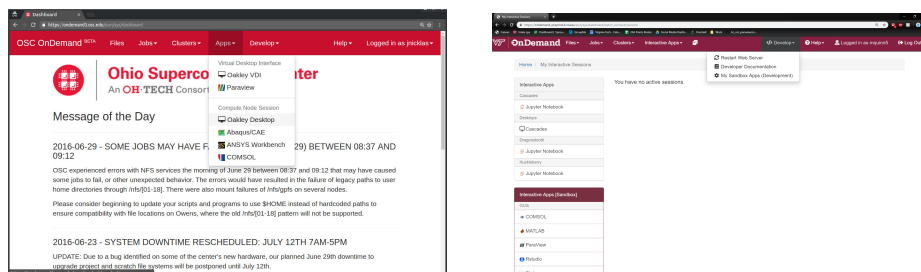 Dashboard
https://ondemand3.osc.edu/pun/sys/dashboard
OSC OnDemand BETA Files Jobs Clusters Apps Develop Help Logged in as jnicklas
Virtual Desktop Interface
Oakley VDI
Paraview
Compute Node Session
Oakley Desktop
Abaqus/CAE
ANSYS Workbench
COMSOL
Ohio Superco ter
An OH·TECH Consort
Message of the Day
2016-06-29 - SOME JOBS MAY HAVE F 29) BETWEEN 08:37 AND
09:12
OSC experienced errors with NFS services the morning of June 29 between 08:37 and 09:12 that may have caused
some jobs to fail, or other unexpected behavior. The errors would have resulted in the failure of legacy paths to user
home directories through /nfs/[01-18]. There were also mount failures of /nfs/gpfs on several nodes.
Please consider beginning to update your scripts and programs to use $HOME instead of hardcoded paths to
ensure compatibility with file locations on Owens, where the old /nfs/[01-18] pattern will not be supported.
2016-06-23 - SYSTEM DOWNTIME RESCHEDULED: JULY 12TH 7AM-5PM
UPDATE: Due to a bug identified on some of the center's new hardware, our planned June 29th downtime to
upgrade project and scratch file systems will be postponed until July 12th.
My Interactive Sessions
OnDemand Files Jobs Clusters Interactive Apps Develop Help Logged in as mquire5 Log Out
Restart Web Server
Developer Documentation
My Sandbox Apps (Development)
Home / My Interactive Sessions
Interactive Apps
Cascades
Jupyter Notebook
Desktops
Cascades
Dragonstooth
Jupyter Notebook
Huckleberry
Jupyter Notebook
You have no active sessions.
Interactive Apps [Sandbox]
GUIs
COMSOL
MATLAB
ParaView
Rstudio